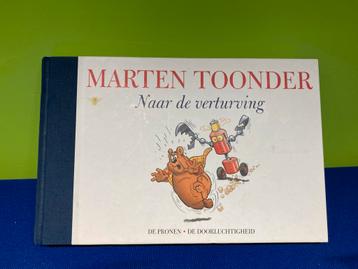 MARTEN TOONDER
Naar de verturving
DE PRONEN • DE DOORLUCHTIGHEID